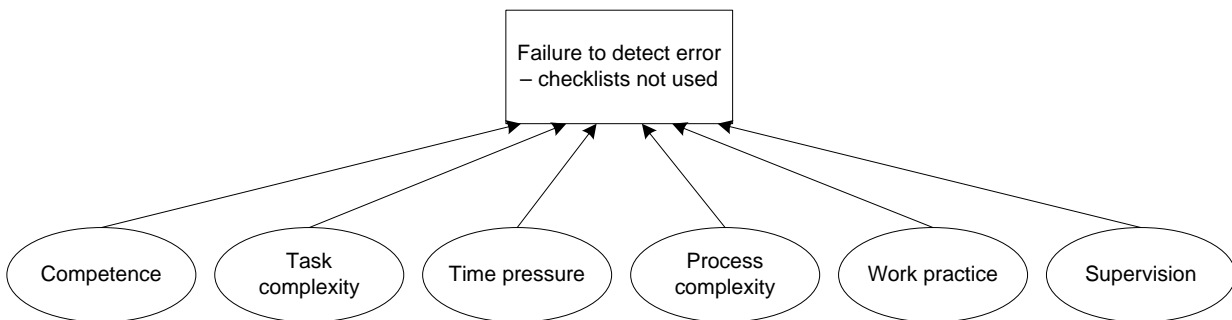 Failure to detect error
– checklists not used
Competence
Task
complexity
Time pressure
Process
complexity
Work practice
Supervision